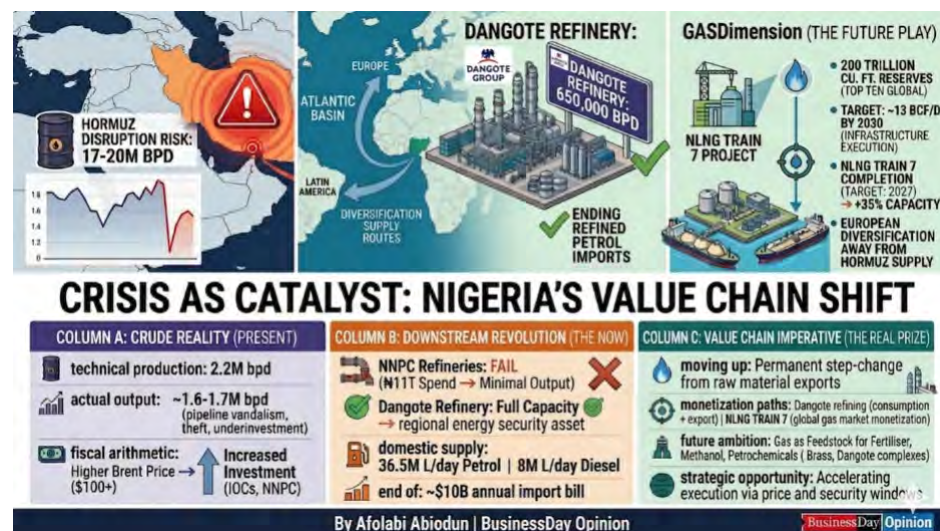 HORMUZ
DISRUPTION RISK:
17-20M BPD
1.8
1.6
1.4
1.2
0
EUROPE
ATLANTIC
BASIN
LATIN
AMERICA
DIVERSIFICATION
SUPPLY
ROUTES
DANGOTE REFINERY:
DANGOTE
GROUP
DANGOTE
REFINERY:
650,000 BPD
ENDING
REFINED
PETROL
IMPORTS
GASDimension (THE FUTURE PLAY)
NLNG TRAIN
7 PROJECT
• 200 TRILLION
CU. FT. RESERVES
(TOP TEN GLOBAL)
• TARGET: ~13 BCF/D
BY 2030
(INFRASTRUCTURE
EXECUTION)
• NLNG TRAIN 7
COMPLETION
(TARGET: 2027)
→ +35% CAPACITY
• EUROPEAN
DIVERSIFICATION
AWAY FROM
HORMUZ SUPPLY
CRISIS AS CATALYST: NIGERIA'S VALUE CHAIN SHIFT
COLUMN A: CRUDE REALITY (PRESENT)
technical production: 2.2M bpd
actual output: ~1.6-1.7M bpd
(pipeline vandalism,
theft, underinvestment)
fiscal arithmetic:
Higher Brent Price →
($100+)
Increased
Investment
(IOCs, NNPC)
COLUMN B: DOWNSTREAM REVOLUTION (THE NOW)
NNPC Refineries: FAIL
(₦11T Spend → Minimal Output)
Dangote Refinery: Full Capacity
→ regional energy security
asset
domestic supply:
36.5M L/day Petrol | 8M L/day Diesel
end of: ~$10B annual import bill
COLUMN C: VALUE CHAIN IMPERATIVE (THE REAL PRIZE)
moving up: Permanent step-change
from raw material exports
monetization paths: Dangote refining (consumption
+ export) | NLNG TRAIN 7 (global gas market monetization)
future ambition: Gas as Feedstock for Fertiliser,
Methanol, Petrochemicals ( Brass, Dangote complexes)
strategic opportunity: Accelerating
execution via price and security windows
By Afolabi Abiodun | BusinessDay Opinion
BusinessDay Opinion